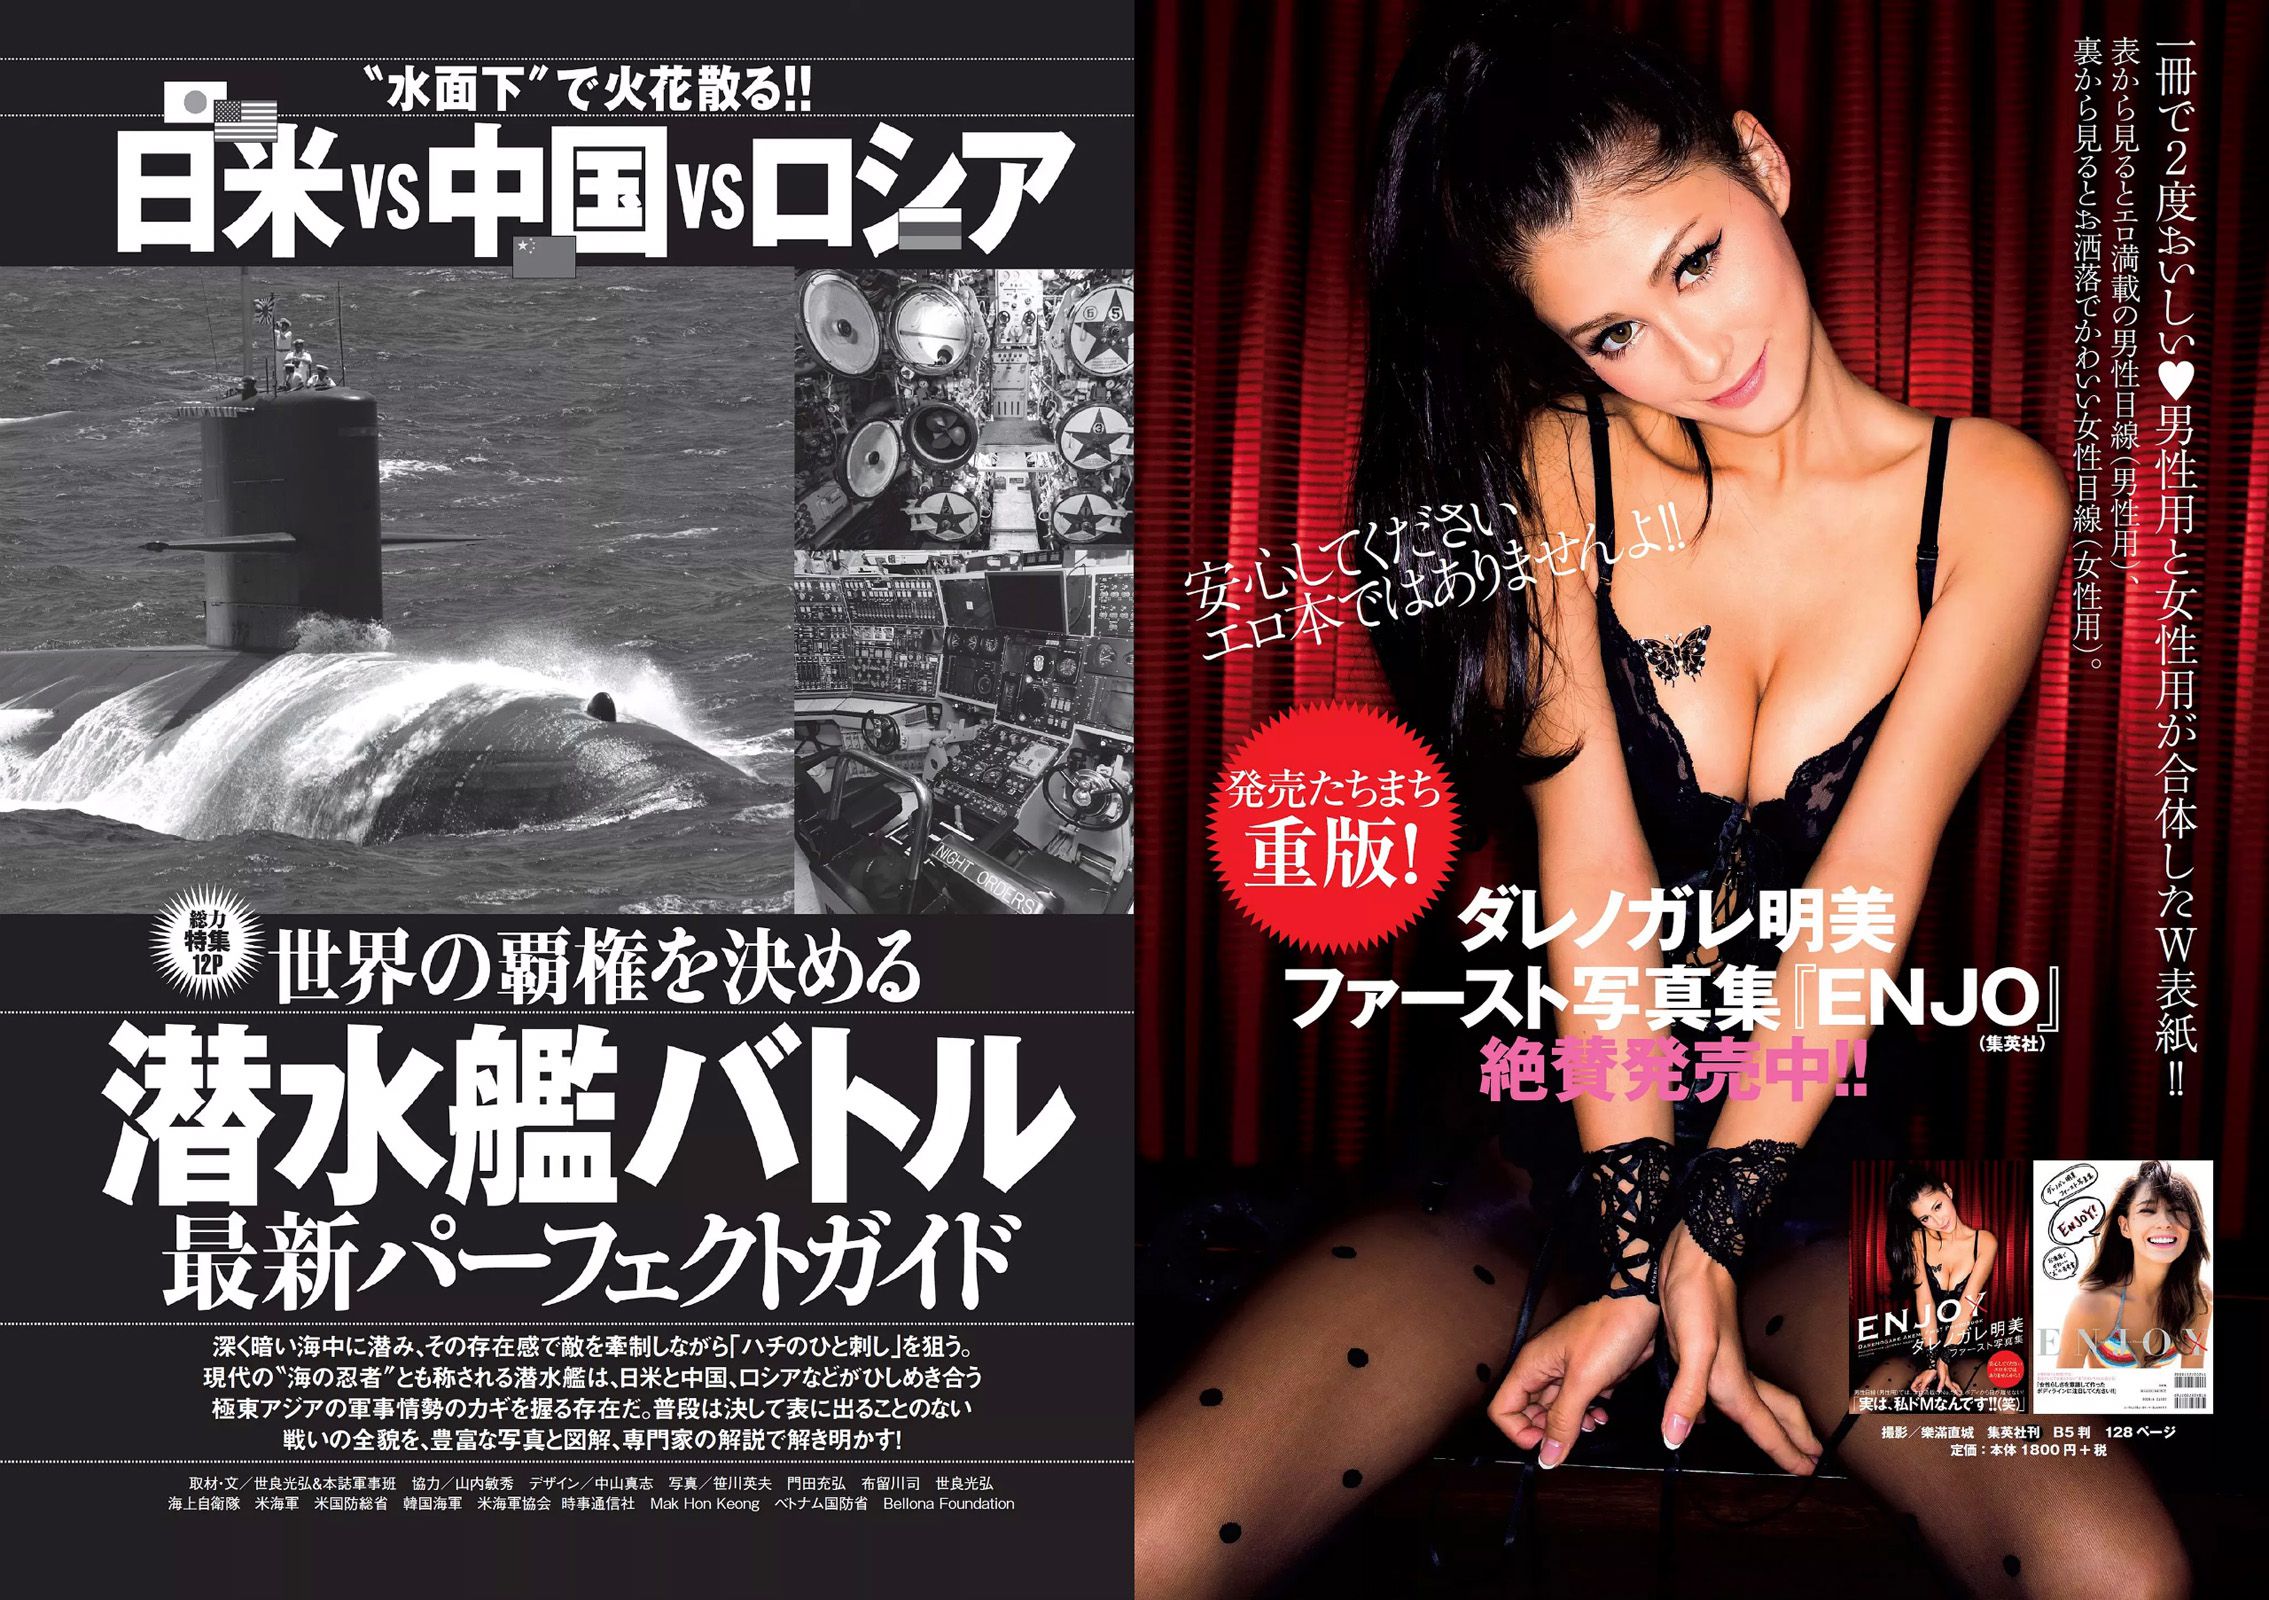 “水面下”で火花散る!!
日米VS中国VSロシア
NIGHT ORDERS
総力
特集
12P
世界の覇権を決める
潜水艦バトル
最新パーフェクトガイド
深く暗い海中に潜み、その存在感で敵を牽制しながら「ハチのひと刺し」を狙う。
現代の“海の忍者”とも称される潜水艦は、日米と中国、ロシアなどがひしめき合う
極東アジアの軍事情勢のカギを握る存在だ。普段は決して表に出ることのない
戦いの全貌を、豊富な写真と図解、専門家の解説で解き明かす!
取材・文／世良光弘&本誌軍事班 協力／山内敏秀 デザイン／中山真志 写真／笹川英夫 門田充弘 布留川司 世良光弘
海上自衛隊 米海軍 米国防総省 韓国海軍 米海軍協会 時事通信社 Mak Hon Keong ベトナム国防省 Bellona Foundation
一冊で2度おいしい♥男性用と女性用が合体したW表紙!!
表から見るとエロ満載の男性目線（男性用）、
裏から見るとお洒落でかわいい女性目線（女性用）。
安心してください、
エロ本ではありませんよ!!
発売たちまち
重版!
ダレノガレ明美
ファースト写真集『ENJO』
（集英社）
絶賛発売中!!
ENJOY
ダレノガレ明美
ファースト写真集
「実は、私ドMなんです!!(笑)」
ダレノガレ明美
ファースト写真集
ENJOY!
ENJOY
撮影／樂滿直城 集英社刊 B5判 128ページ
定価：本体1800円＋税